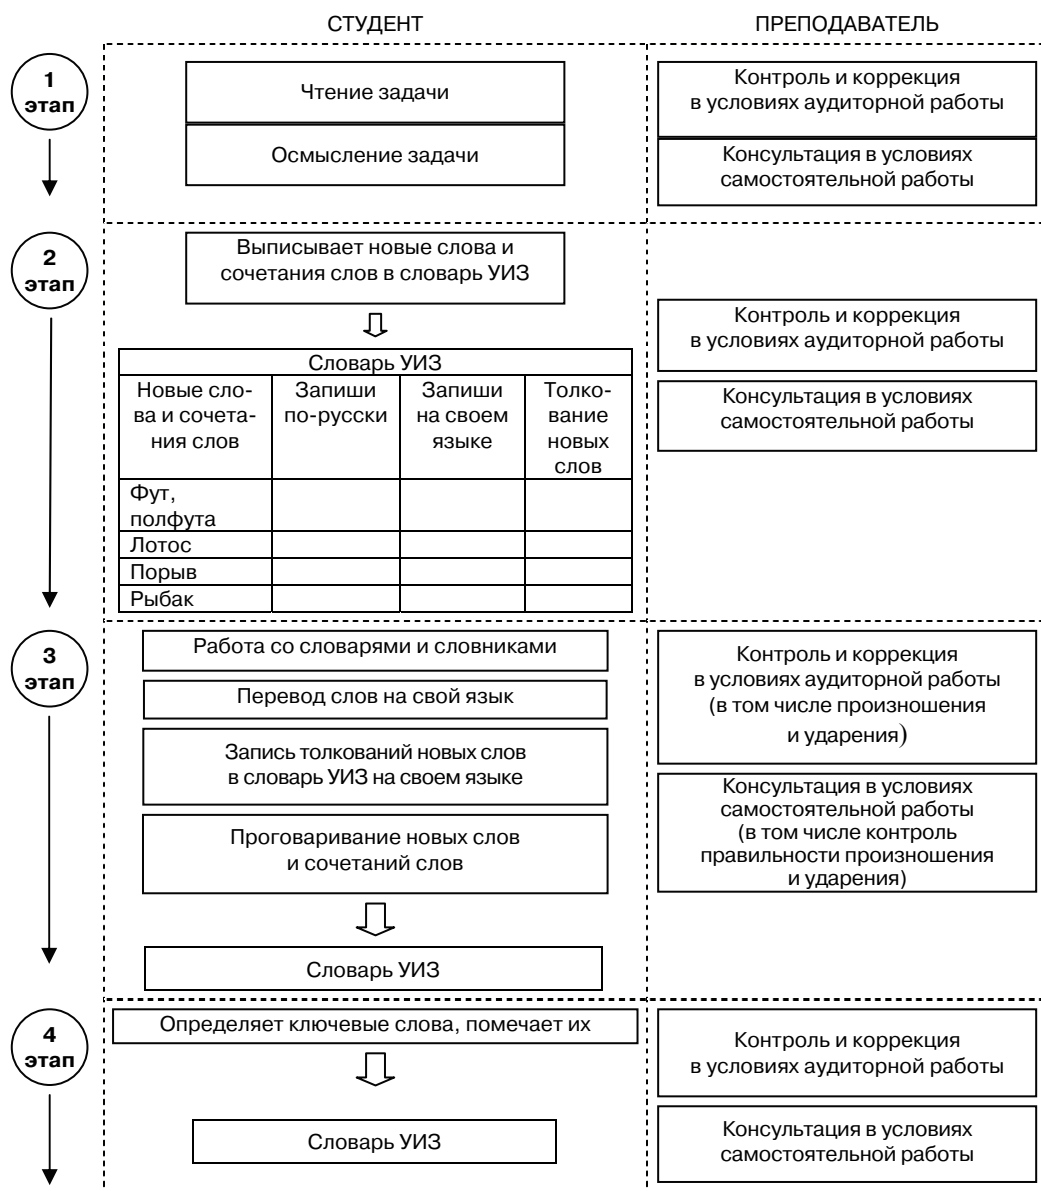 СТУДЕНТ
ПРЕПОДАВАТЕЛЬ
1
этап
Чтение задачи
Осмысление задачи
Контроль и коррекция
в условиях аудиторной работы
Консультация в условиях
самостоятельной работы
2
этап
Выписывает новые слова и
сочетания слов в словарь УИЗ
Словарь УИЗ
Новые сло-
ва и сочета-
ния слов
Запиши
по-русски
Запиши
на своем
языке
Толко-
вание
новых
слов
Фут,
полфута
Лотос
Порыв
Рыбак
Контроль и коррекция
в условиях аудиторной работы
Консультация в условиях
самостоятельной работы
3
этап
Работа со словарями и словниками
Перевод слов на свой язык
Запись толкований новых слов
в словарь УИЗ на своем языке
Проговаривание новых слов
и сочетаний слов
Словарь УИЗ
Контроль и коррекция
в условиях аудиторной работы
(в том числе произношения
и ударения)
Консультация в условиях
самостоятельной работы
(в том числе контроль
правильности произношения
и ударения)
4
этап
Определяет ключевые слова, помечает их
Словарь УИЗ
Контроль и коррекция
в условиях аудиторной работы
Консультация в условиях
самостоятельной работы